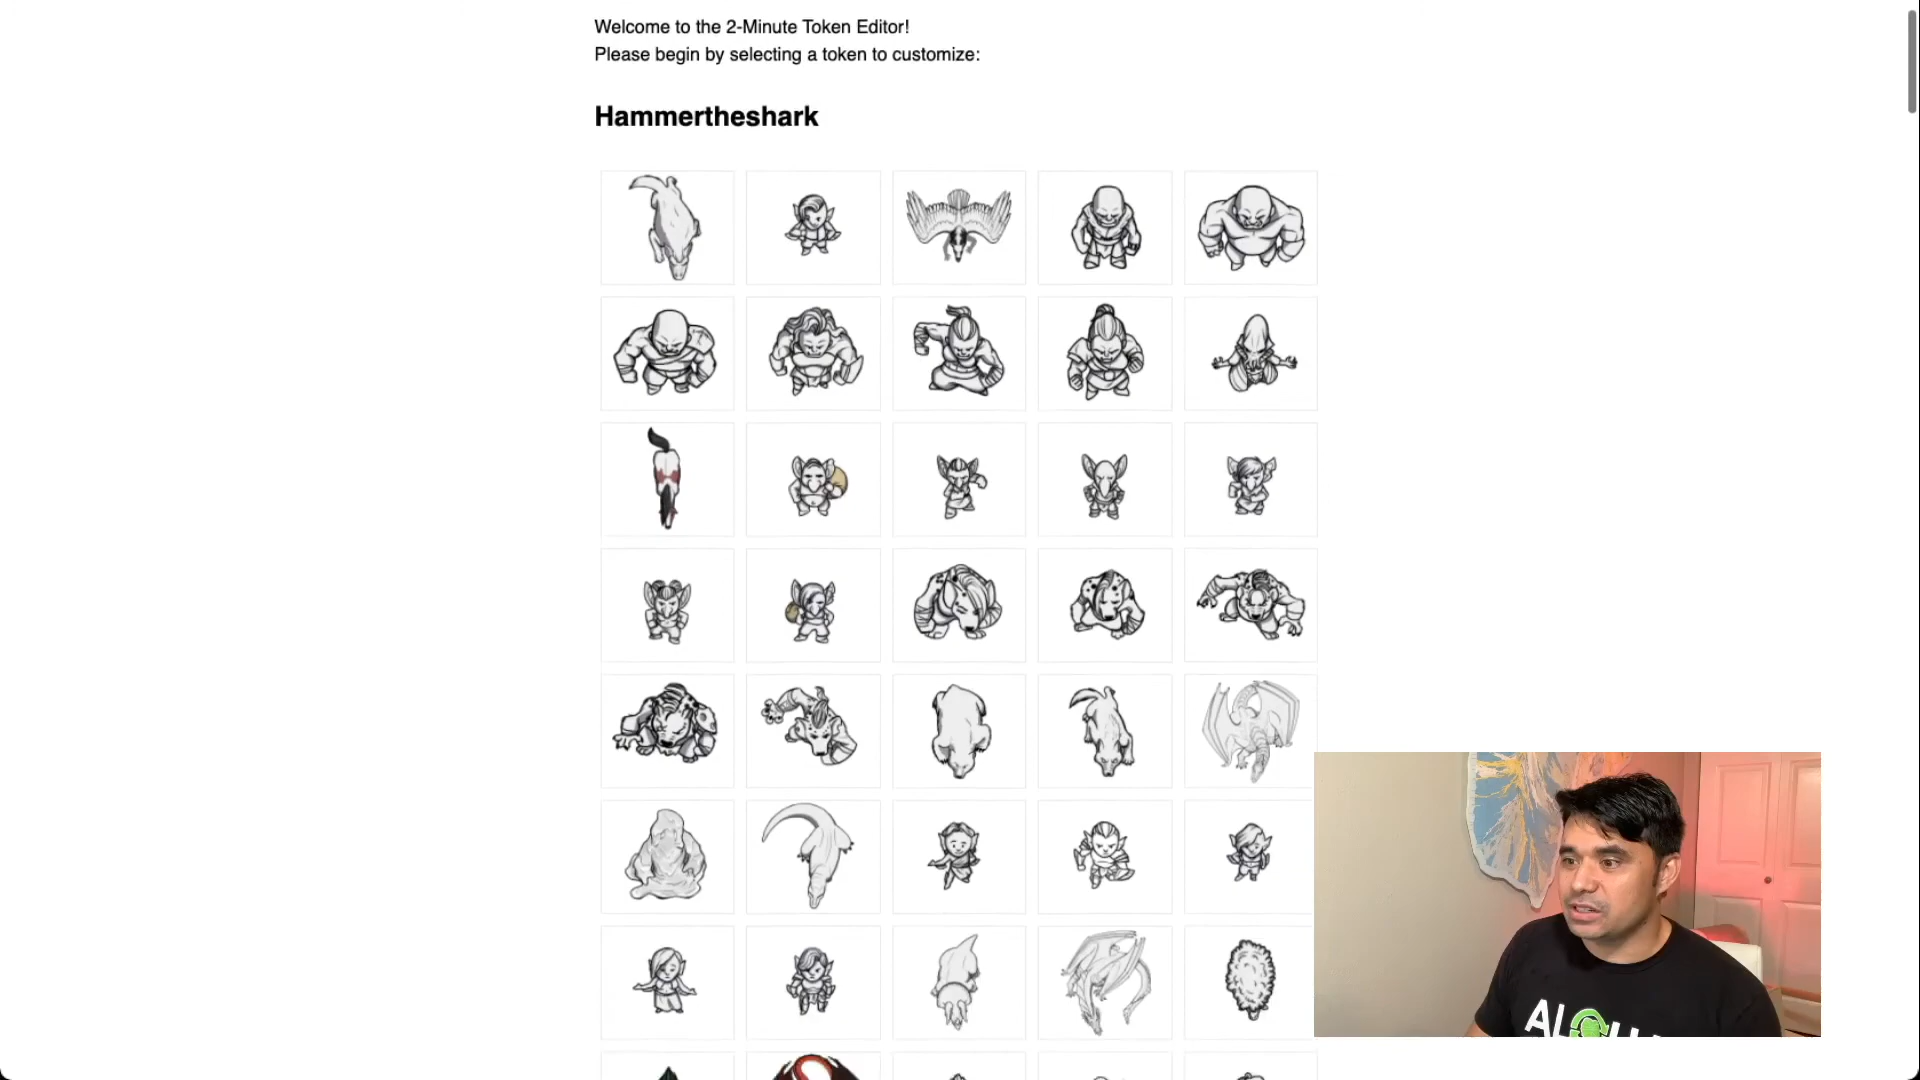 Welcome to the 2-Minute Token Editor!
Please begin by selecting a token to customize:
Hammertheshark